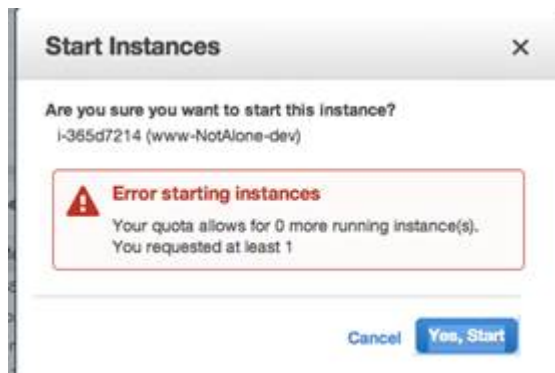 Start Instances
Are you sure you want to start this instance?
i-365d7214 (www-NotAlone-dev)
Error starting instances
Your quota allows for 0 more running instance(s).
You requested at least 1
Cancel Yes, Start